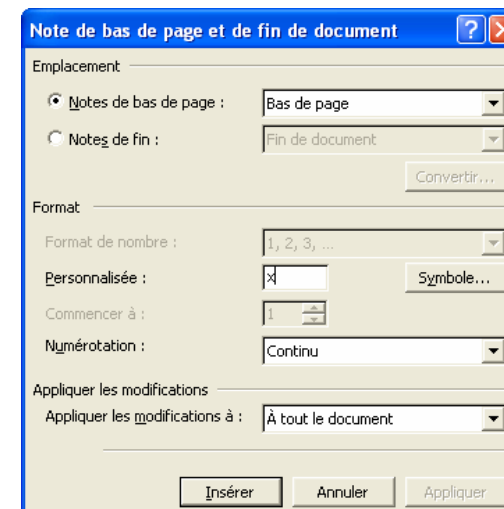 Note de bas de page et de fin de document
Emplacement
Notes de bas de page : Bas de page
Notes de fin : Fin de document
Convertir...
Format
Format de nombre : 1, 2, 3, ...
Personnalisée : x Symbole...
Commencer à : 1
Numérotation : Continu
Appliquer les modifications
Appliquer les modifications à : À tout le document
Insérer Annuler Appliquer